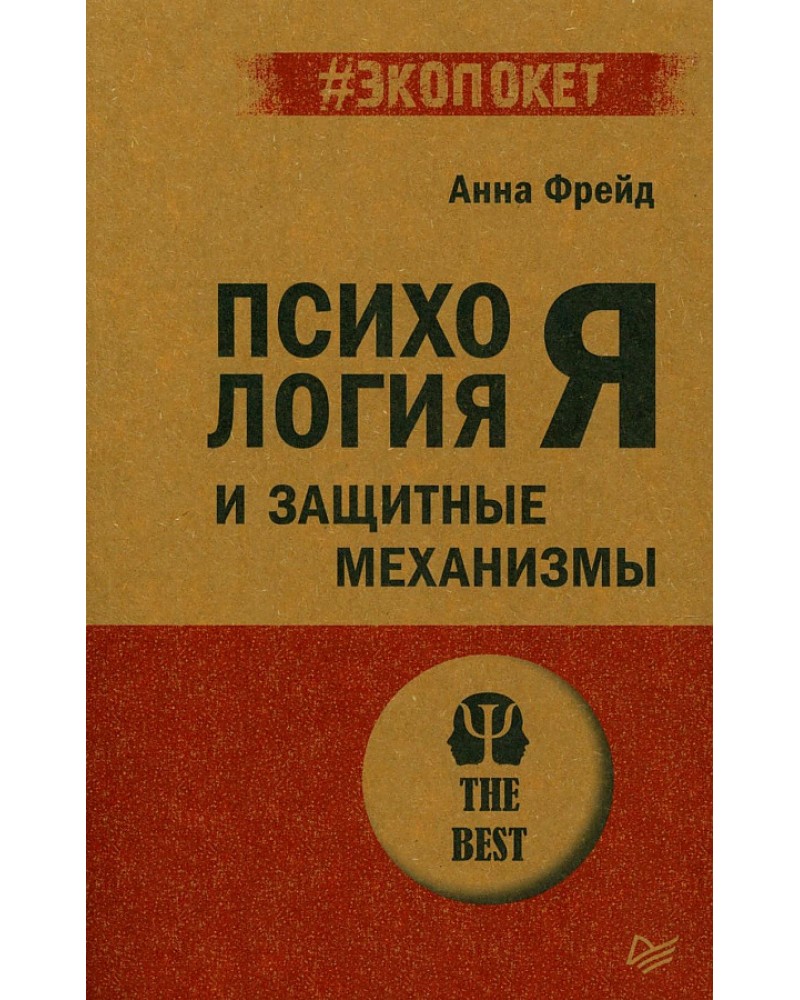 #ЭКОПОКЕТ
Анна Фрейд
ПСИХО
ЛОГИЯ Я
И ЗАЩИТНЫЕ
МЕХАНИЗМЫ
Ψ
THE
BEST